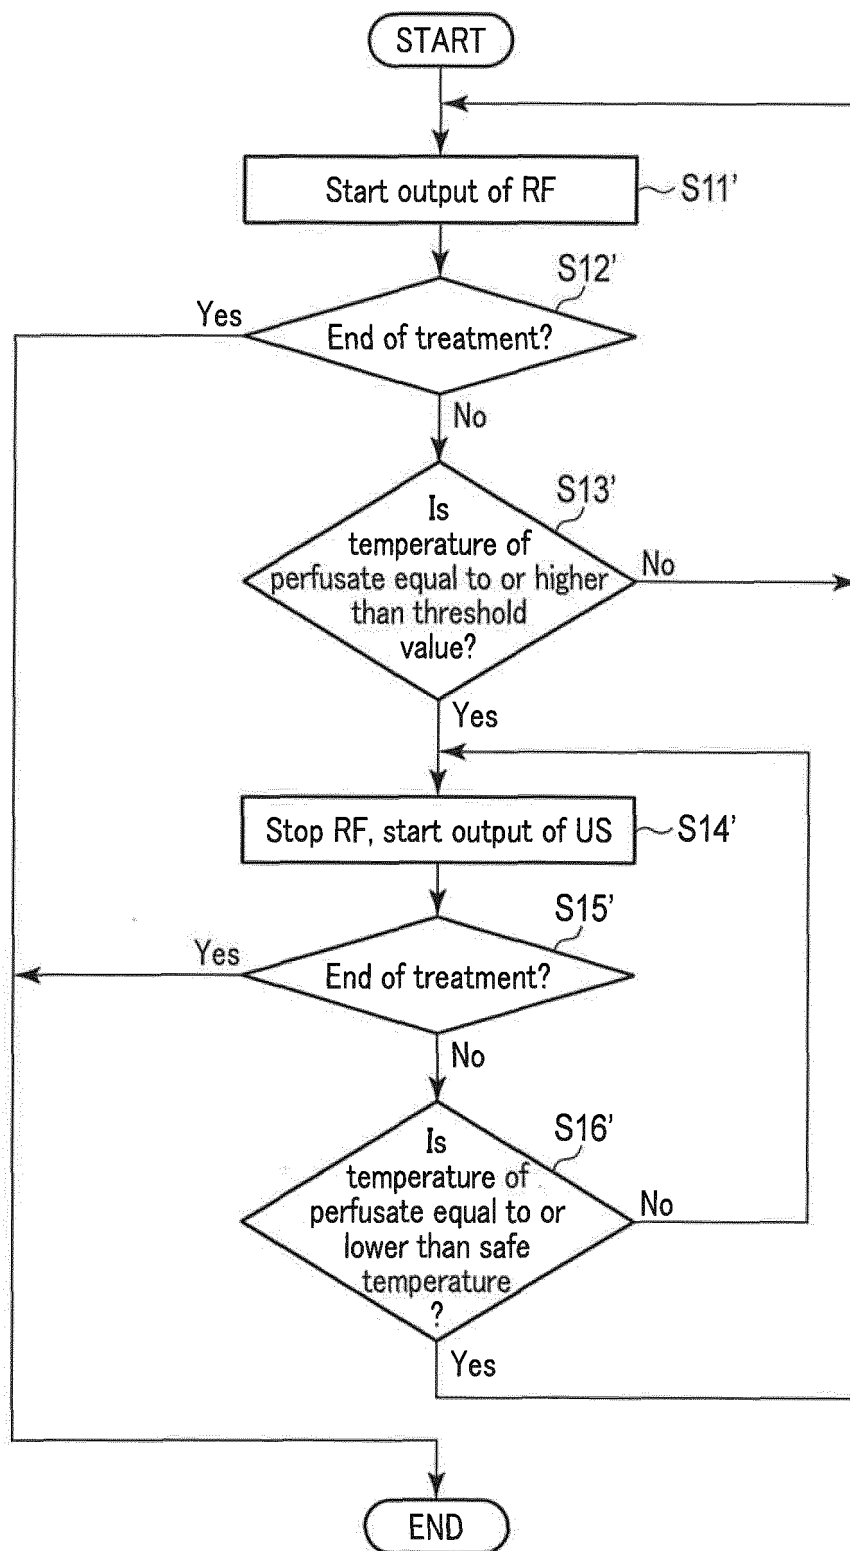 START
Start output of RF
S11'
S12'
Yes
End of treatment?
No
S13'
Is
temperature of
perfusate equal to or higher
than threshold
value?
No
Yes
Stop RF, start output of US
S14'
S15'
Yes
End of treatment?
No
S16'
Is
temperature of
perfusate equal to or
lower than safe
temperature
?
No
Yes
END